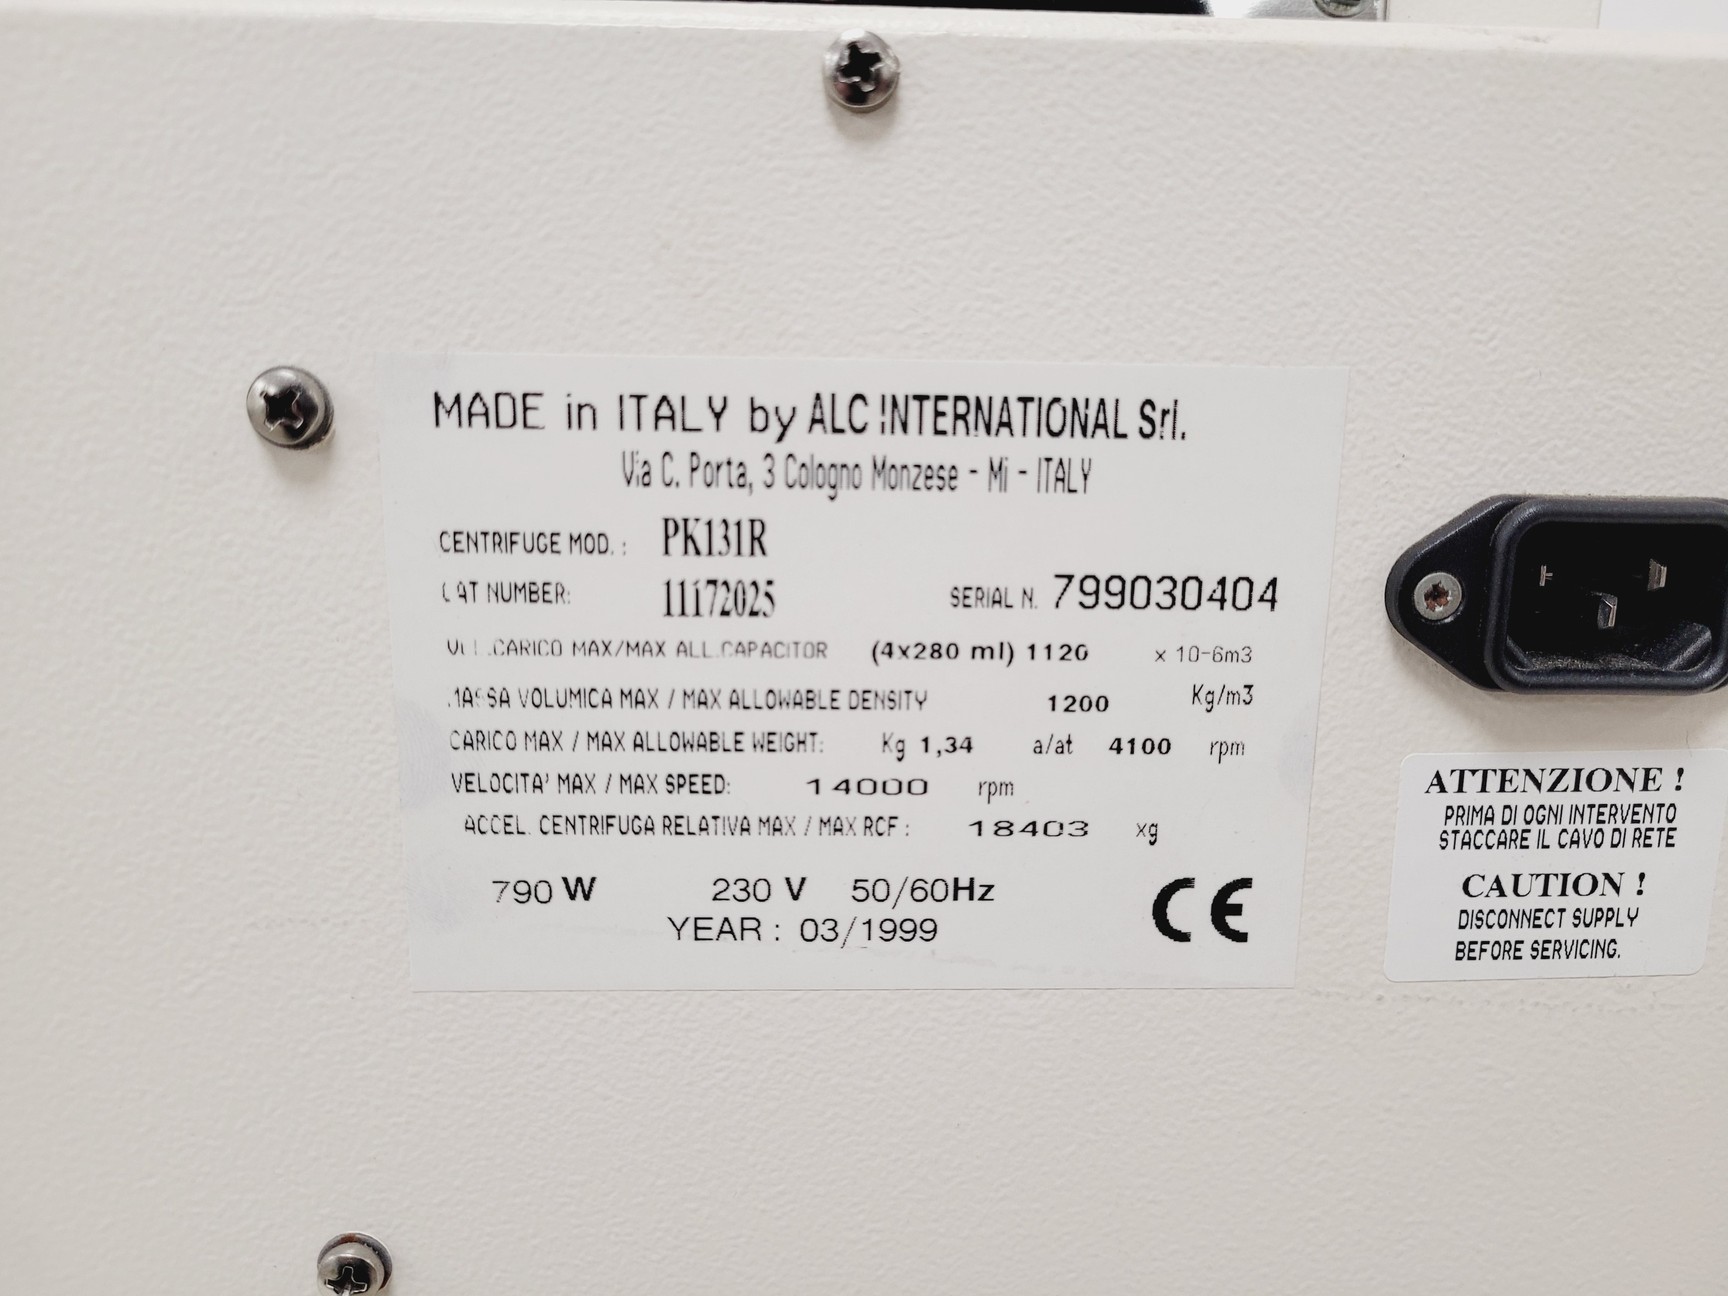 MADE in ITALY by ALC INTERNATIONAL Srl.
Via C. Porta, 3 Cologno Monzese - Mi - ITALY
CENTRIFUGE MOD. : PK131R
CAT NUMBER: 11172025 SERIAL N. 799030404
CARICO MAX/MAX ALL.CAPACITOR (4x280 ml) 1120 x 10-6m3
MASSA VOLUMICA MAX / MAX ALLOWABLE DENSITY 1200 Kg/m3
CARICO MAX / MAX ALLOWABLE WEIGHT: Kg 1,34 a/at 4100 rpm
VELOCITA' MAX / MAX SPEED: 14000 rpm
ACCEL. CENTRIFUGA RELATIVA MAX / MAX RCF : 18403 xg
790 W 230 V 50/60Hz
YEAR : 03/1999
CE
ATTENZIONE !
PRIMA DI OGNI INTERVENTO
STACCARE IL CAVO DI RETE
CAUTION !
DISCONNECT SUPPLY
BEFORE SERVICING.